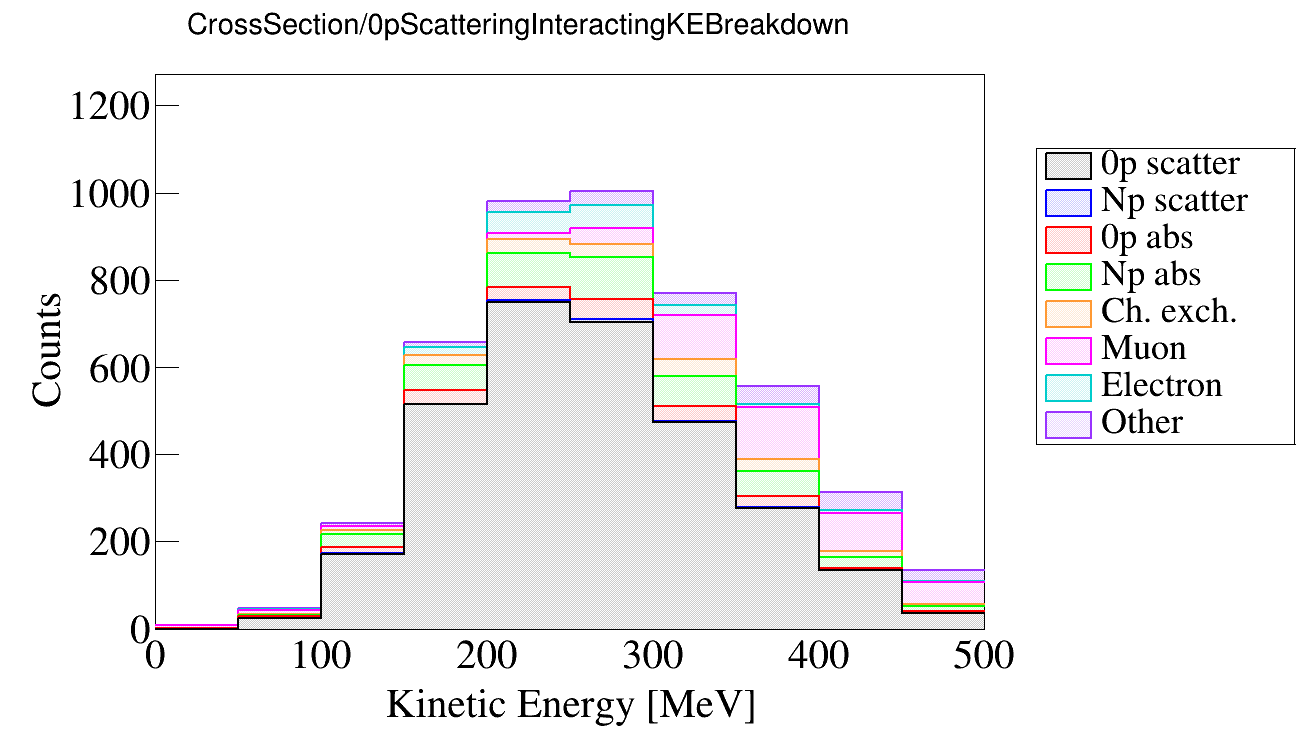 CrossSection/0pScatteringInteractingKEBreakdown
1200
1000
800
600
400
200
0
Counts
0 100 200 300 400 500
Kinetic Energy [MeV]
0p scatter
Np scatter
0p abs
Np abs
Ch. exch.
Muon
Electron
Other